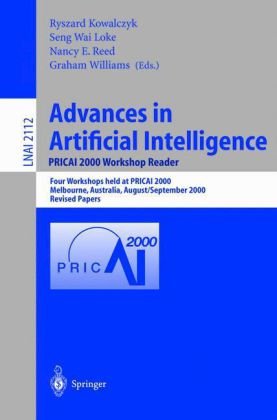 Ryszard Kowalczyk
Seng Wai Loke
Nancy E. Reed
Graham Williams (Eds.)
LNAI 2112
Advances in
Artificial Intelligence
PRICAI 2000 Workshop Reader
Four Workshops held at PRICAI 2000
Melbourne, Australia, August/September 2000
Revised Papers
2000
PRICAI
Springer